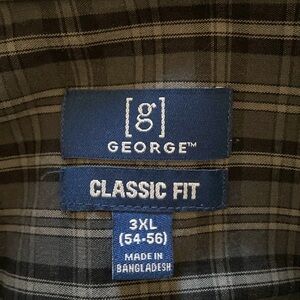 [g]
GEORGE™
CLASSIC FIT
3XL
(54-56)
MADE IN
BANGLADESH